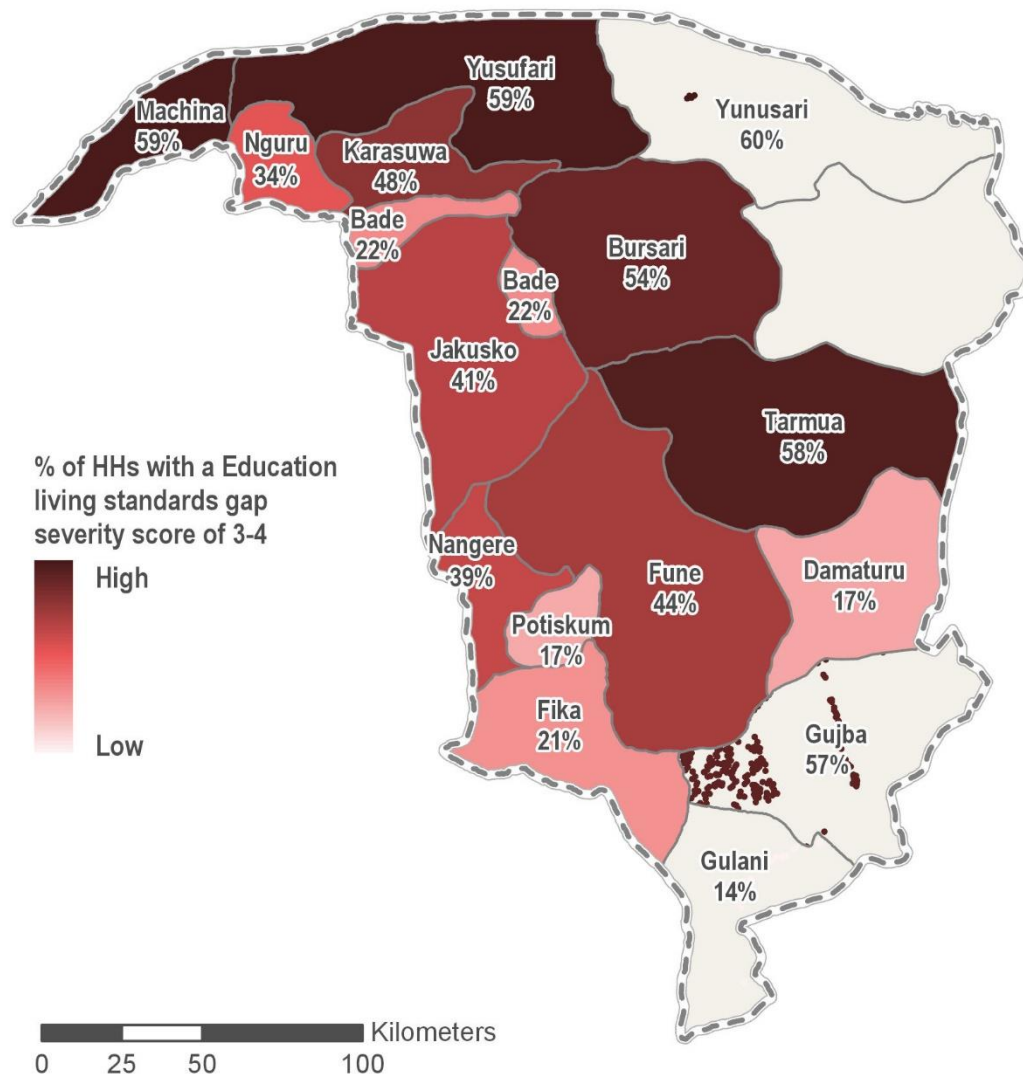 Yusufari
59%
Machina
59%
Yunusari
60%
Nguru
34%
Karasuwa
48%
Bade
22%
Bursari
54%
Bade
22%
Jakusko
41%
Tarmua
58%
% of HHs with a Education
living standards gap
severity score of 3-4
High
Low
Nangere
39%
Fune
44%
Damaturu
17%
Potiskum
17%
Fika
21%
Gujba
57%
Gulani
14%
Kilometers
0 25 50 100